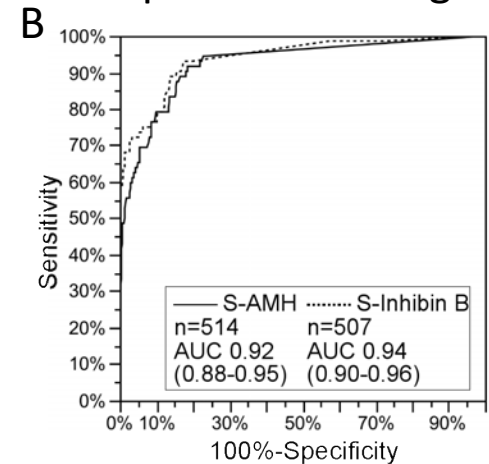 B
100%
90%
80%
70%
60%
50%
40%
30%
20%
10%
0%
Sensitivity
S-AMH S-Inhibin B
n=514 n=507
AUC 0.92 AUC 0.94
(0.88-0.95) (0.90-0.96)
0% 10% 30% 50% 70% 90%
100%-Specificity